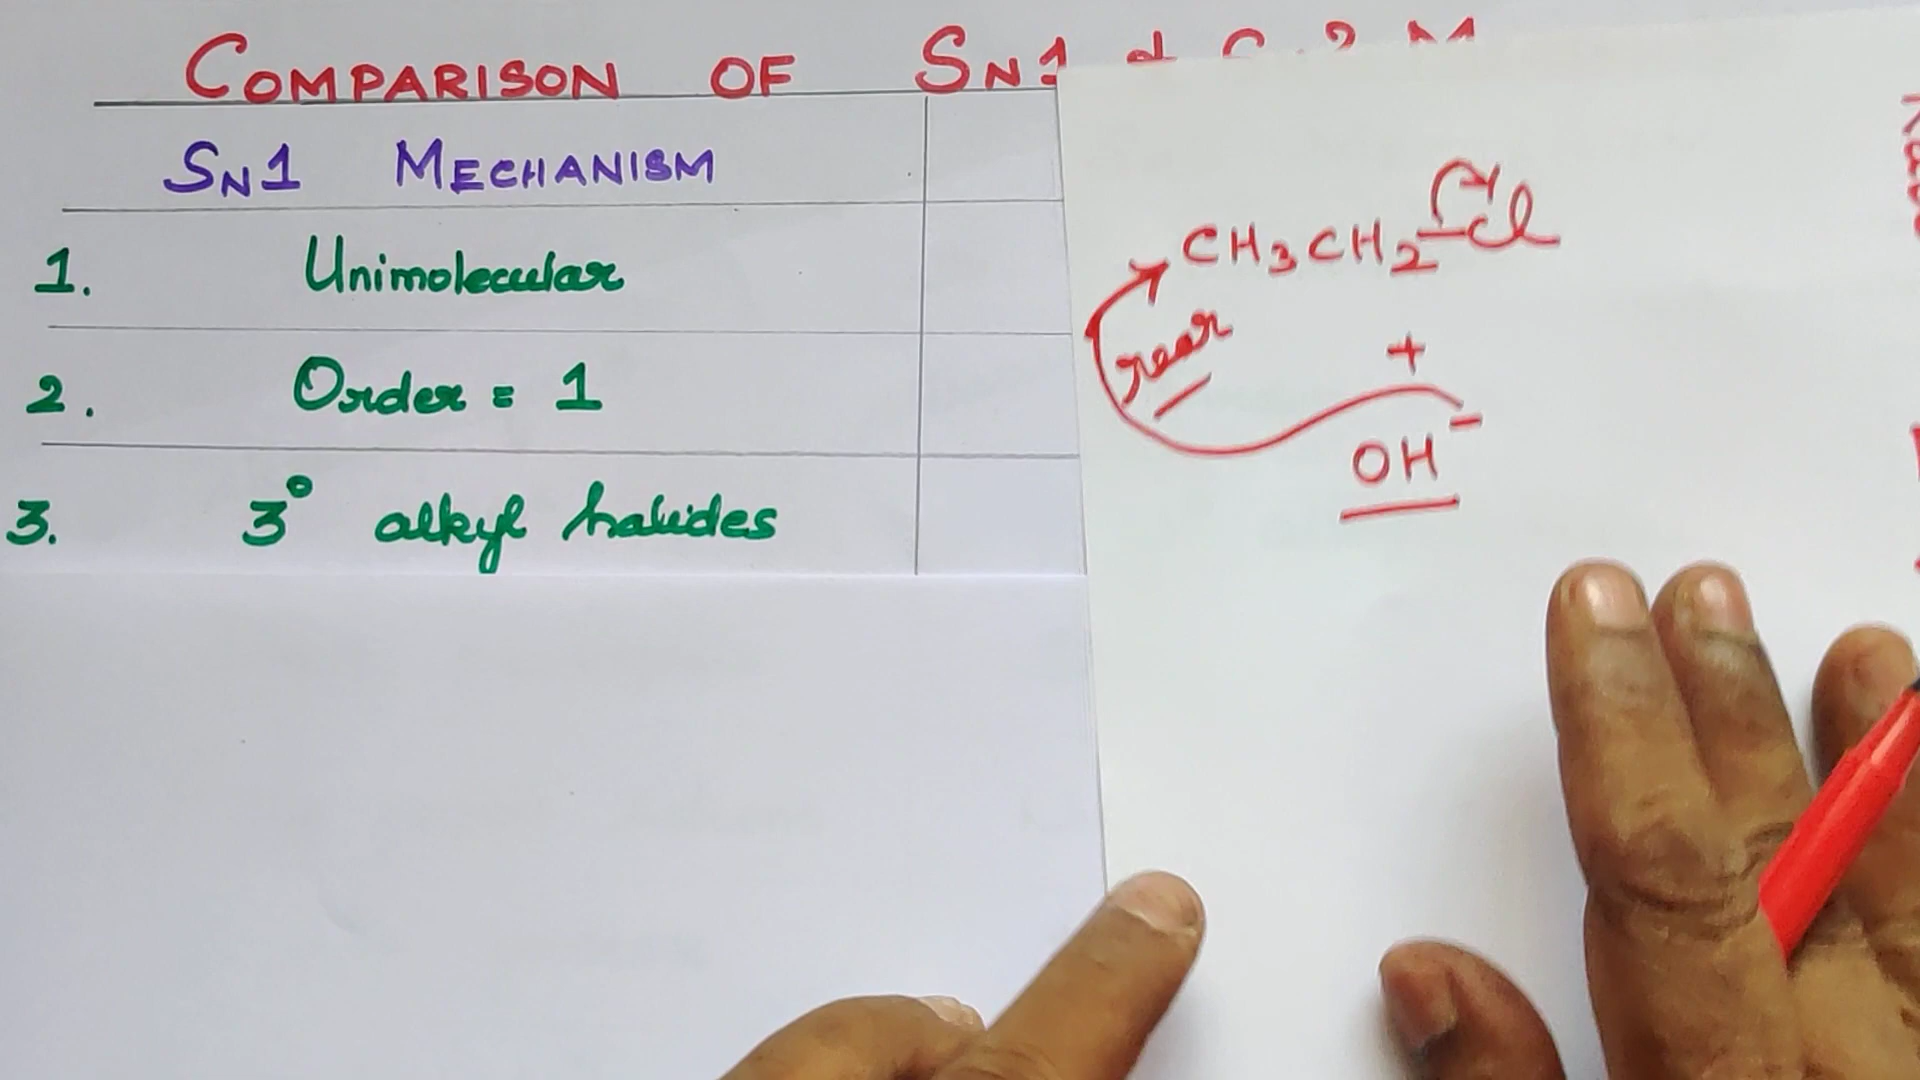 COMPARISON OF SN1
SN1 MECHANISM
1. Unimolecular
2. Order = 1
3. 3° alkyl halides
CH3CH2-Cl
rear
+
OH-